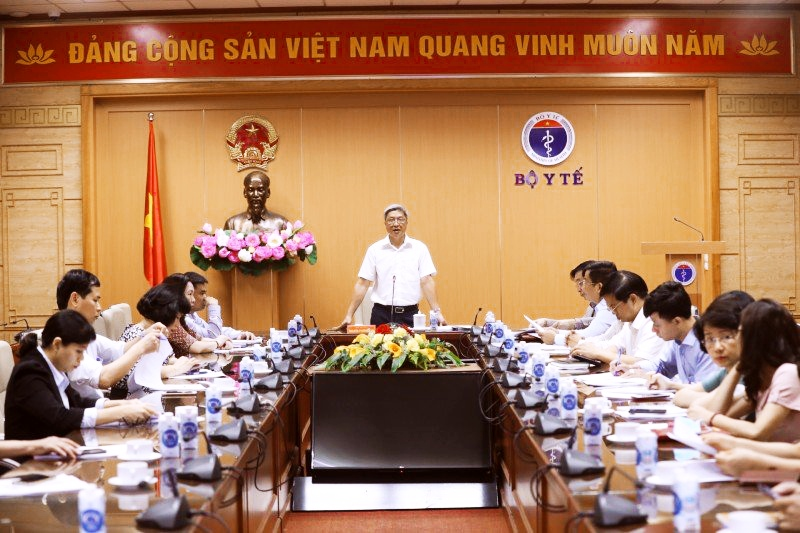 ĐẢNG CỘNG SẢN VIỆT NAM QUANG VINH MUÔN NĂM
BỘ Y TẾ
BỘ Y TẾ